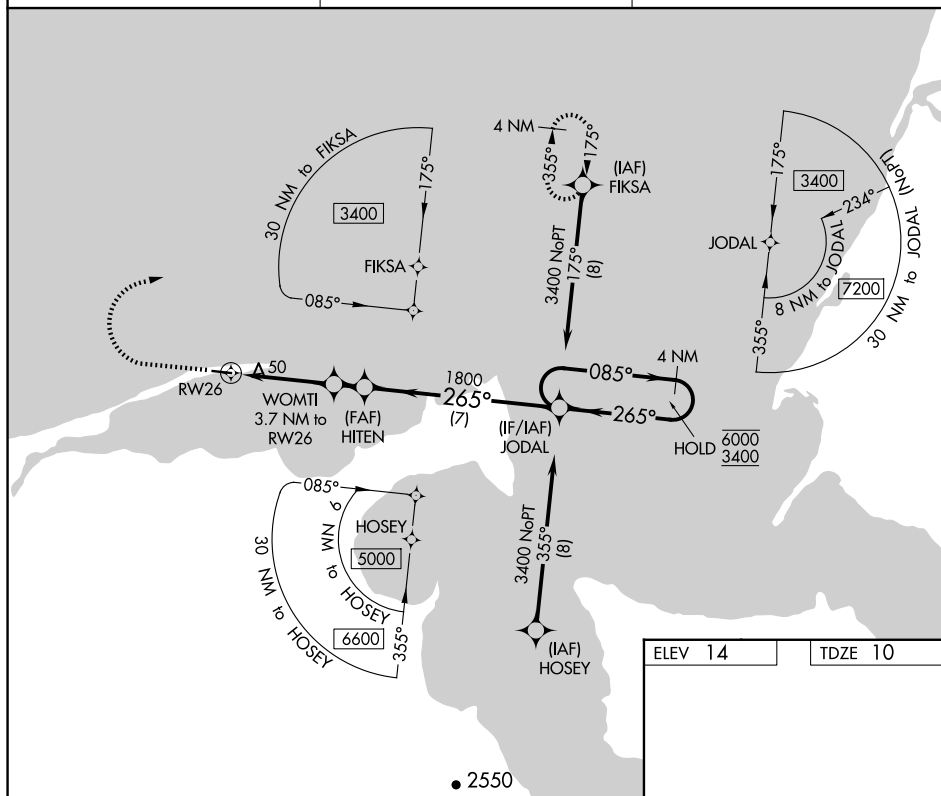 4 NM
355°
175°
(IAF)
FIKSA
30 NM to FIKSA
175°
3400
FIKSA
085°
3400 NoPT
175°
(8)
175°
3400
234°
JODAL
8 NM to JODAL
30 NM to JODAL (NoPT)
7200
355°
RW26
50
WOMTI
3.7 NM to
RW26
(FAF)
HITEN
1800
265°
(7)
(IF/IAF)
JODAL
085°
4 NM
265°
HOLD
6000
3400
085°
HOSEY
9 NM to HOSEY
5000
30 NM to HOSEY
6600
355°
3400 NoPT
355°
(8)
(IAF)
HOSEY
2550
ELEV 14
TDZE 10